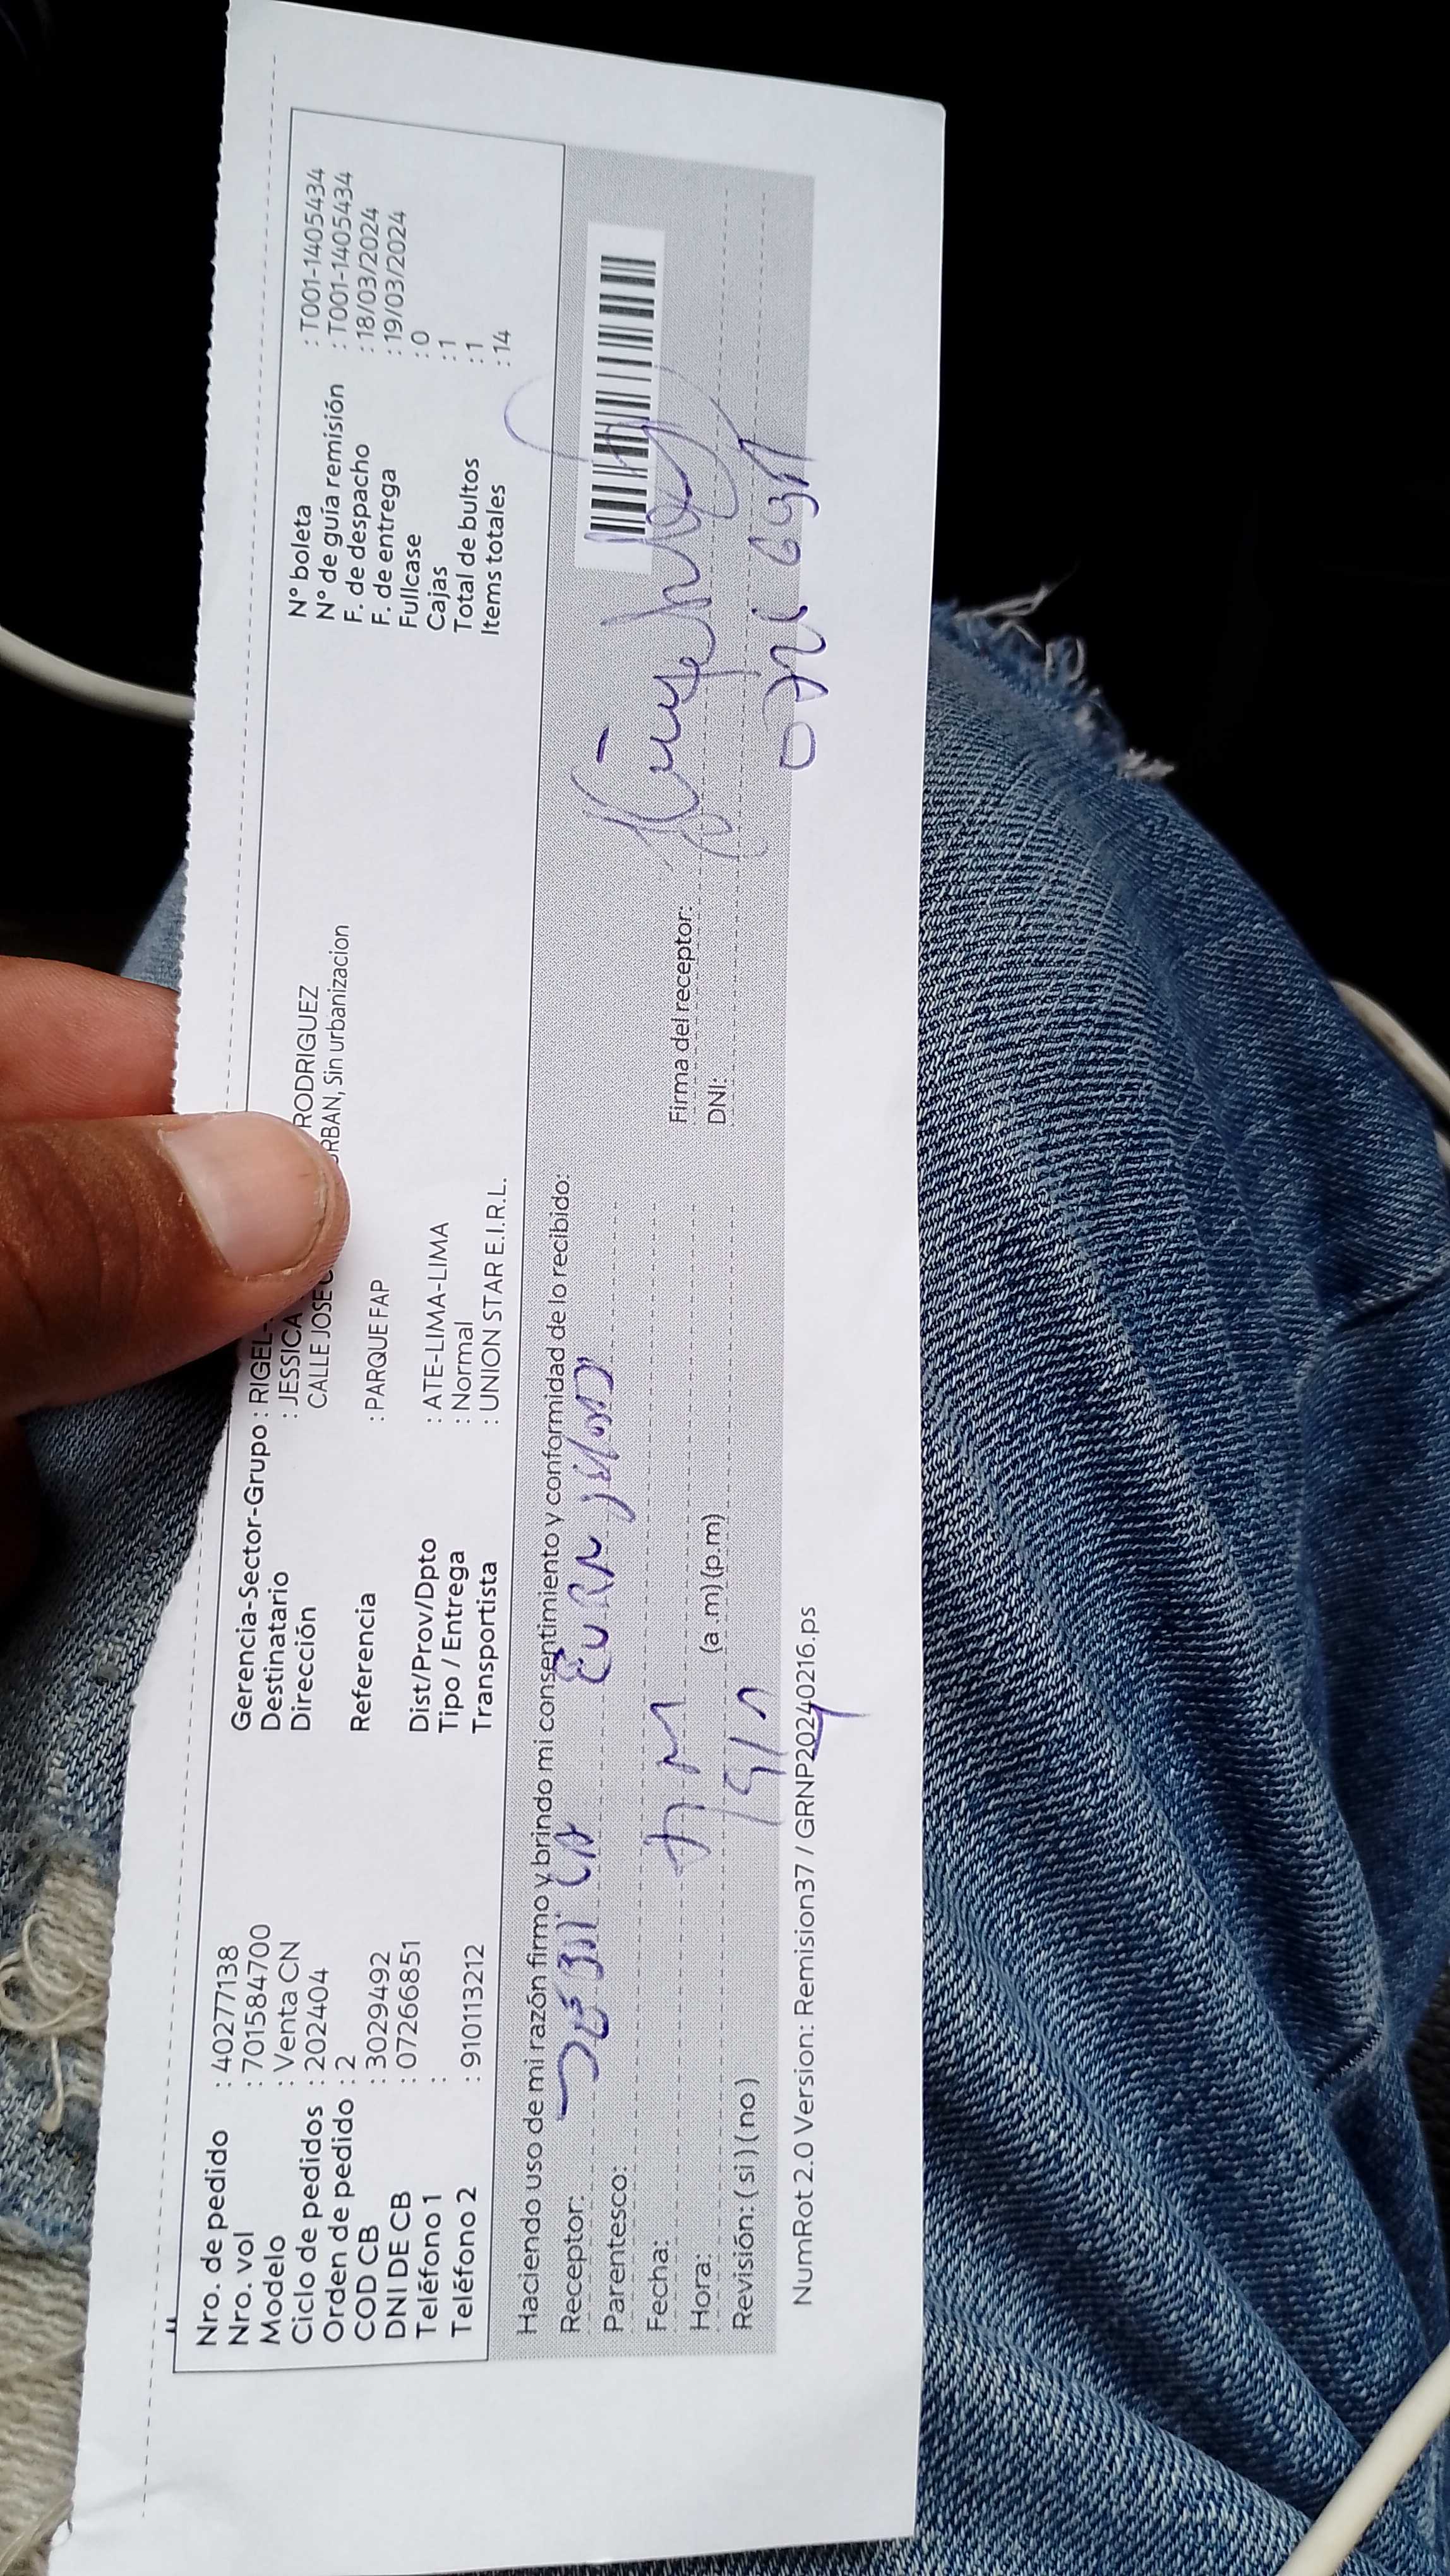 Nro. de pedido : 40277138
Nro. vol : 701584700
Modelo : Venta CN
Ciclo de pedidos : 202404
Orden de pedido : 2
COD CB : 3029492
DNI DE CB : 07266851
Teléfono 1 :
Teléfono 2 : 910113212
Gerencia-Sector-Grupo : RIGEL-
Destinatario : JESSICA RODRIGUEZ
Dirección CALLE JOSE URBAN, Sin urbanizacion
Referencia : PARQUE FAP
Dist/Prov/Dpto : ATE-LIMA-LIMA
Tipo / Entrega : Normal
Transportista : UNION STAR E.I.R.L.
N° boleta : T001-1405434
N° de guía remisión : T001-1405434
F. de despacho : 18/03/2024
F. de entrega : 19/03/2024
Fullcase : 0
Cajas : 1
Total de bultos : 1
Items totales : 14
Haciendo uso de mi razón firmo y brindo mi consentimiento y conformidad de lo recibido:
Receptor:
Parentesco:
Fecha:
Hora: (a .m) (p.m)
Revisión: ( si ) ( no )
Firma del receptor:
DNI:
NumRot 2.0 Version: Remision37 / GRNP20240216.ps